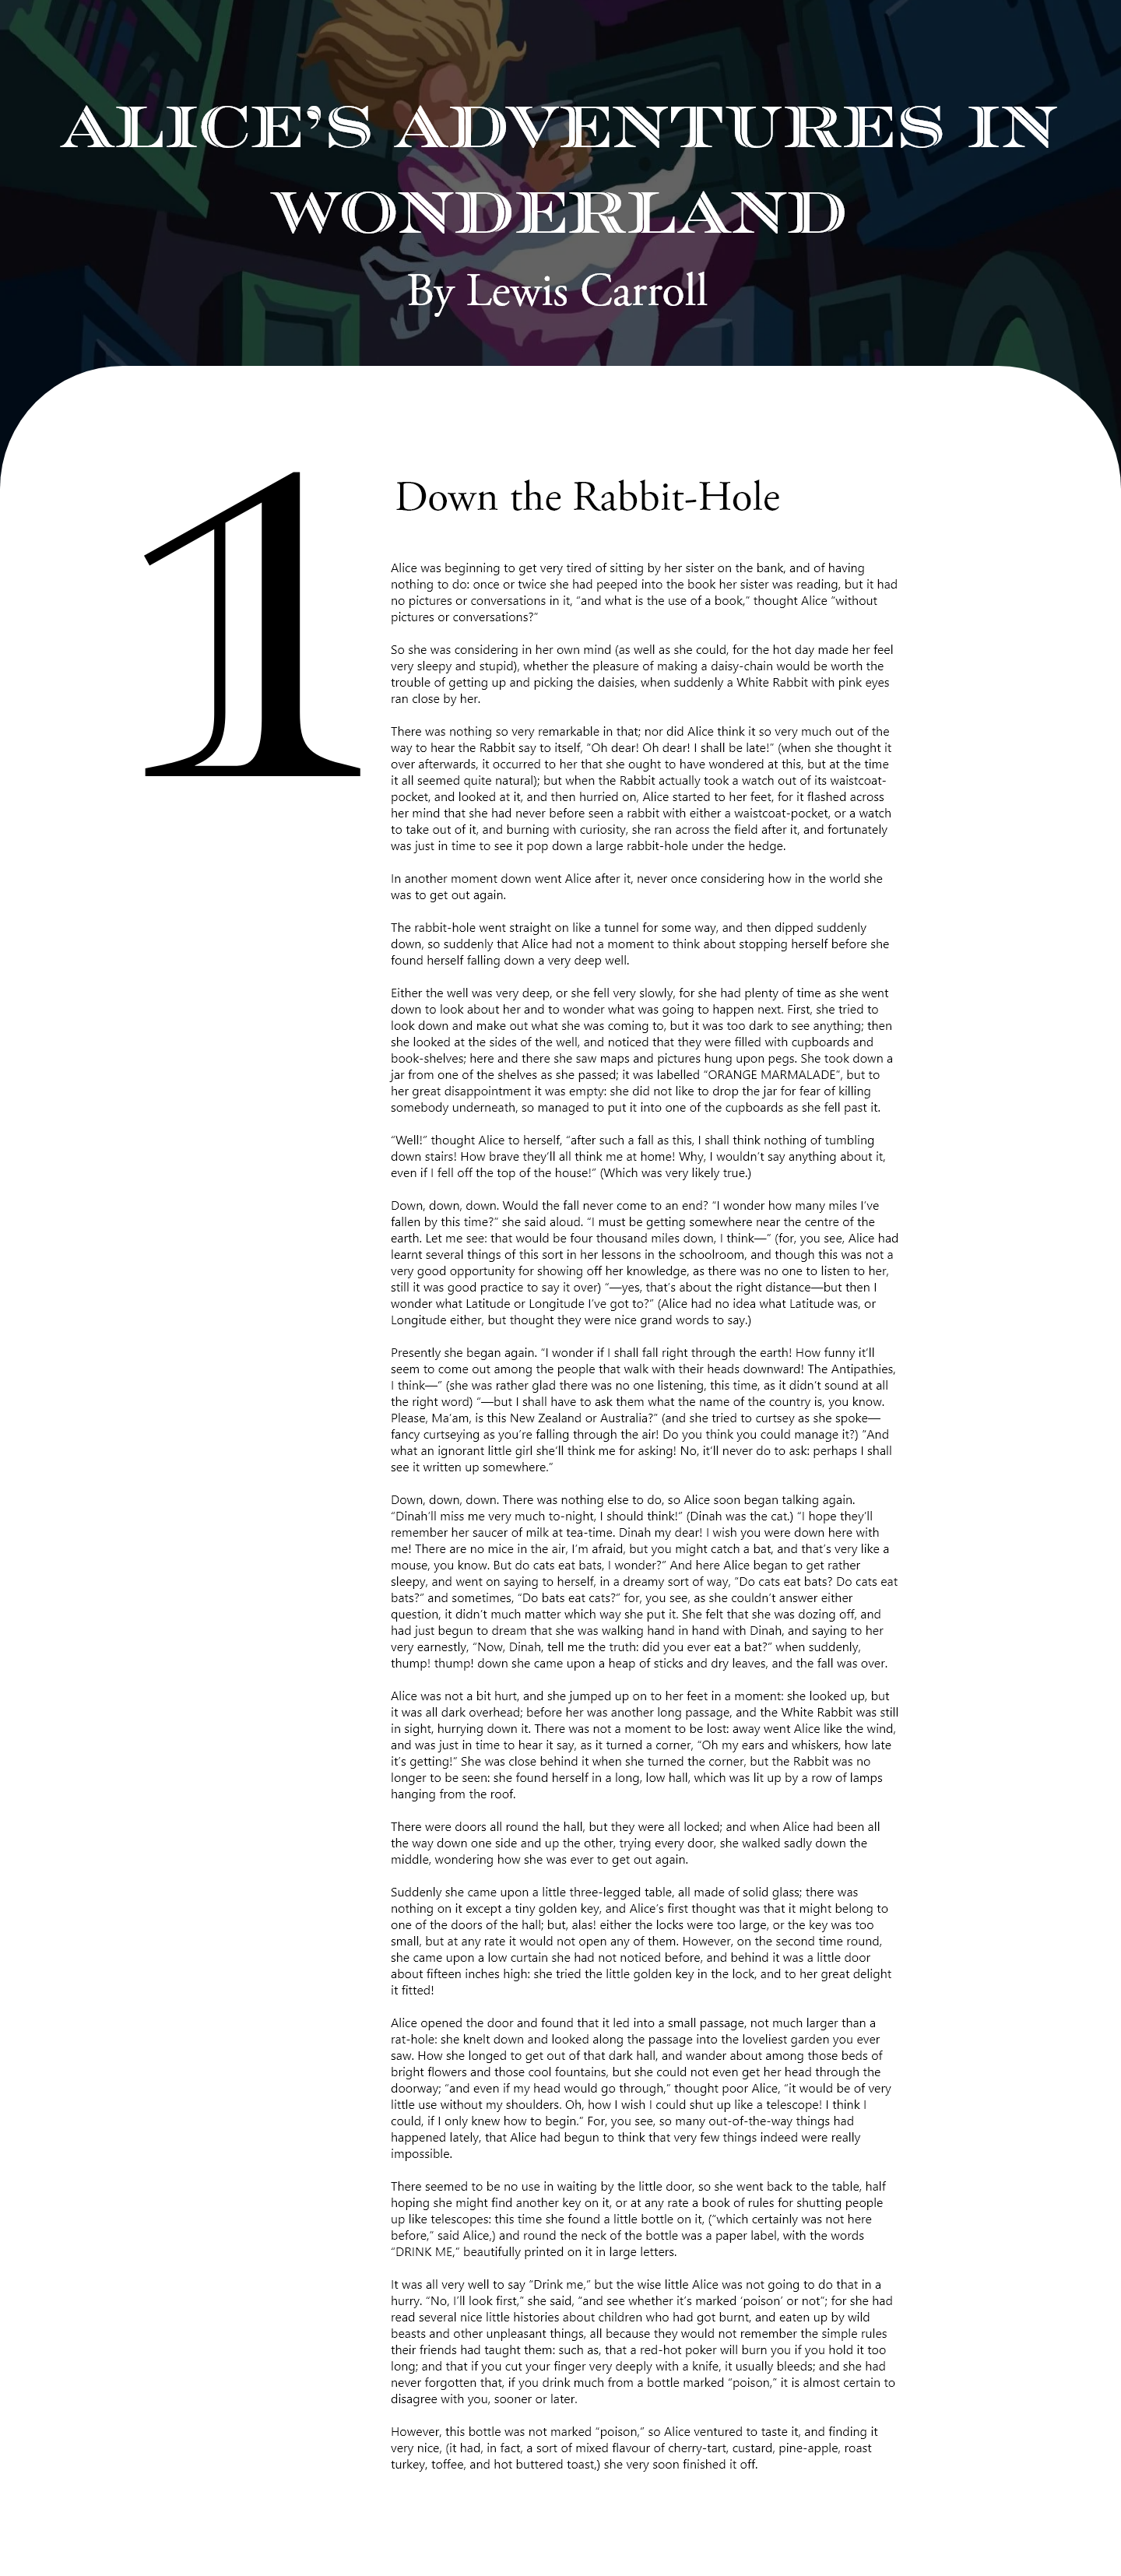 ALICE’S ADVENTURES IN
WONDERLAND
By Lewis Carroll
1
Down the Rabbit-Hole
Alice was beginning to get very tired of sitting by her sister on the bank, and of having
nothing to do: once or twice she had peeped into the book her sister was reading, but it had
no pictures or conversations in it, “and what is the use of a book,” thought Alice “without
pictures or conversations?”
So she was considering in her own mind (as well as she could, for the hot day made her feel
very sleepy and stupid), whether the pleasure of making a daisy-chain would be worth the
trouble of getting up and picking the daisies, when suddenly a White Rabbit with pink eyes
ran close by her.
There was nothing so very remarkable in that; nor did Alice think it so very much out of the
way to hear the Rabbit say to itself, “Oh dear! Oh dear! I shall be late!” (when she thought it
over afterwards, it occurred to her that she ought to have wondered at this, but at the time
it all seemed quite natural); but when the Rabbit actually took a watch out of its waistcoat-
pocket, and looked at it, and then hurried on, Alice started to her feet, for it flashed across
her mind that she had never before seen a rabbit with either a waistcoat-pocket, or a watch
to take out of it, and burning with curiosity, she ran across the field after it, and fortunately
was just in time to see it pop down a large rabbit-hole under the hedge.
In another moment down went Alice after it, never once considering how in the world she
was to get out again.
The rabbit-hole went straight on like a tunnel for some way, and then dipped suddenly
down, so suddenly that Alice had not a moment to think about stopping herself before she
found herself falling down a very deep well.
Either the well was very deep, or she fell very slowly, for she had plenty of time as she went
down to look about her and to wonder what was going to happen next. First, she tried to
look down and make out what she was coming to, but it was too dark to see anything; then
she looked at the sides of the well, and noticed that they were filled with cupboards and
book-shelves; here and there she saw maps and pictures hung upon pegs. She took down a
jar from one of the shelves as she passed; it was labelled “ORANGE MARMALADE”, but to
her great disappointment it was empty: she did not like to drop the jar for fear of killing
somebody underneath, so managed to put it into one of the cupboards as she fell past it.
“Well!” thought Alice to herself, “after such a fall as this, I shall think nothing of tumbling
down stairs! How brave they’ll all think me at home! Why, I wouldn’t say anything about it,
even if I fell off the top of the house!” (Which was very likely true.)
Down, down, down. Would the fall never come to an end? “I wonder how many miles I’ve
fallen by this time?” she said aloud. “I must be getting somewhere near the centre of the
earth. Let me see: that would be four thousand miles down, I think—” (for, you see, Alice had
learnt several things of this sort in her lessons in the schoolroom, and though this was not a
very good opportunity for showing off her knowledge, as there was no one to listen to her,
still it was good practice to say it over) “—yes, that’s about the right distance—but then I
wonder what Latitude or Longitude I’ve got to?” (Alice had no idea what Latitude was, or
Longitude either, but thought they were nice grand words to say.)
Presently she began again. “I wonder if I shall fall right through the earth! How funny it’ll
seem to come out among the people that walk with their heads downward! The Antipathies,
I think—” (she was rather glad there was no one listening, this time, as it didn’t sound at all
the right word) “—but I shall have to ask them what the name of the country is, you know.
Please, Ma’am, is this New Zealand or Australia?” (and she tried to curtsey as she spoke—
fancy curtseying as you’re falling through the air! Do you think you could manage it?) “And
what an ignorant little girl she’ll think me for asking! No, it’ll never do to ask: perhaps I shall
see it written up somewhere.”
Down, down, down. There was nothing else to do, so Alice soon began talking again.
“Dinah’ll miss me very much to-night, I should think!” (Dinah was the cat.) “I hope they’ll
remember her saucer of milk at tea-time. Dinah my dear! I wish you were down here with
me! There are no mice in the air, I’m afraid, but you might catch a bat, and that’s very like a
mouse, you know. But do cats eat bats, I wonder?” And here Alice began to get rather
sleepy, and went on saying to herself, in a dreamy sort of way, “Do cats eat bats? Do cats eat
bats?” and sometimes, “Do bats eat cats?” for, you see, as she couldn’t answer either
question, it didn’t much matter which way she put it. She felt that she was dozing off, and
had just begun to dream that she was walking hand in hand with Dinah, and saying to her
very earnestly, “Now, Dinah, tell me the truth: did you ever eat a bat?” when suddenly,
thump! thump! down she came upon a heap of sticks and dry leaves, and the fall was over.
Alice was not a bit hurt, and she jumped up on to her feet in a moment: she looked up, but
it was all dark overhead; before her was another long passage, and the White Rabbit was still
in sight, hurrying down it. There was not a moment to be lost: away went Alice like the wind,
and was just in time to hear it say, as it turned a corner, “Oh my ears and whiskers, how late
it’s getting!” She was close behind it when she turned the corner, but the Rabbit was no
longer to be seen: she found herself in a long, low hall, which was lit up by a row of lamps
hanging from the roof.
There were doors all round the hall, but they were all locked; and when Alice had been all
the way down one side and up the other, trying every door, she walked sadly down the
middle, wondering how she was ever to get out again.
Suddenly she came upon a little three-legged table, all made of solid glass; there was
nothing on it except a tiny golden key, and Alice’s first thought was that it might belong to
one of the doors of the hall; but, alas! either the locks were too large, or the key was too
small, but at any rate it would not open any of them. However, on the second time round,
she came upon a low curtain she had not noticed before, and behind it was a little door
about fifteen inches high: she tried the little golden key in the lock, and to her great delight
it fitted!
Alice opened the door and found that it led into a small passage, not much larger than a
rat-hole: she knelt down and looked along the passage into the loveliest garden you ever
saw. How she longed to get out of that dark hall, and wander about among those beds of
bright flowers and those cool fountains, but she could not even get her head through the
doorway; “and even if my head would go through,” thought poor Alice, “it would be of very
little use without my shoulders. Oh, how I wish I could shut up like a telescope! I think I
could, if I only knew how to begin.” For, you see, so many out-of-the-way things had
happened lately, that Alice had begun to think that very few things indeed were really
impossible.
There seemed to be no use in waiting by the little door, so she went back to the table, half
hoping she might find another key on it, or at any rate a book of rules for shutting people
up like telescopes: this time she found a little bottle on it, (“which certainly was not here
before,” said Alice,) and round the neck of the bottle was a paper label, with the words
“DRINK ME,” beautifully printed on it in large letters.
It was all very well to say “Drink me,” but the wise little Alice was not going to do that in a
hurry. “No, I’ll look first,” she said, “and see whether it’s marked ‘poison’ or not”; for she had
read several nice little histories about children who had got burnt, and eaten up by wild
beasts and other unpleasant things, all because they would not remember the simple rules
their friends had taught them: such as, that a red-hot poker will burn you if you hold it too
long; and that if you cut your finger very deeply with a knife, it usually bleeds; and she had
never forgotten that, if you drink much from a bottle marked “poison,” it is almost certain to
disagree with you, sooner or later.
However, this bottle was not marked “poison,” so Alice ventured to taste it, and finding it
very nice, (it had, in fact, a sort of mixed flavour of cherry-tart, custard, pine-apple, roast
turkey, toffee, and hot buttered toast,) she very soon finished it off.